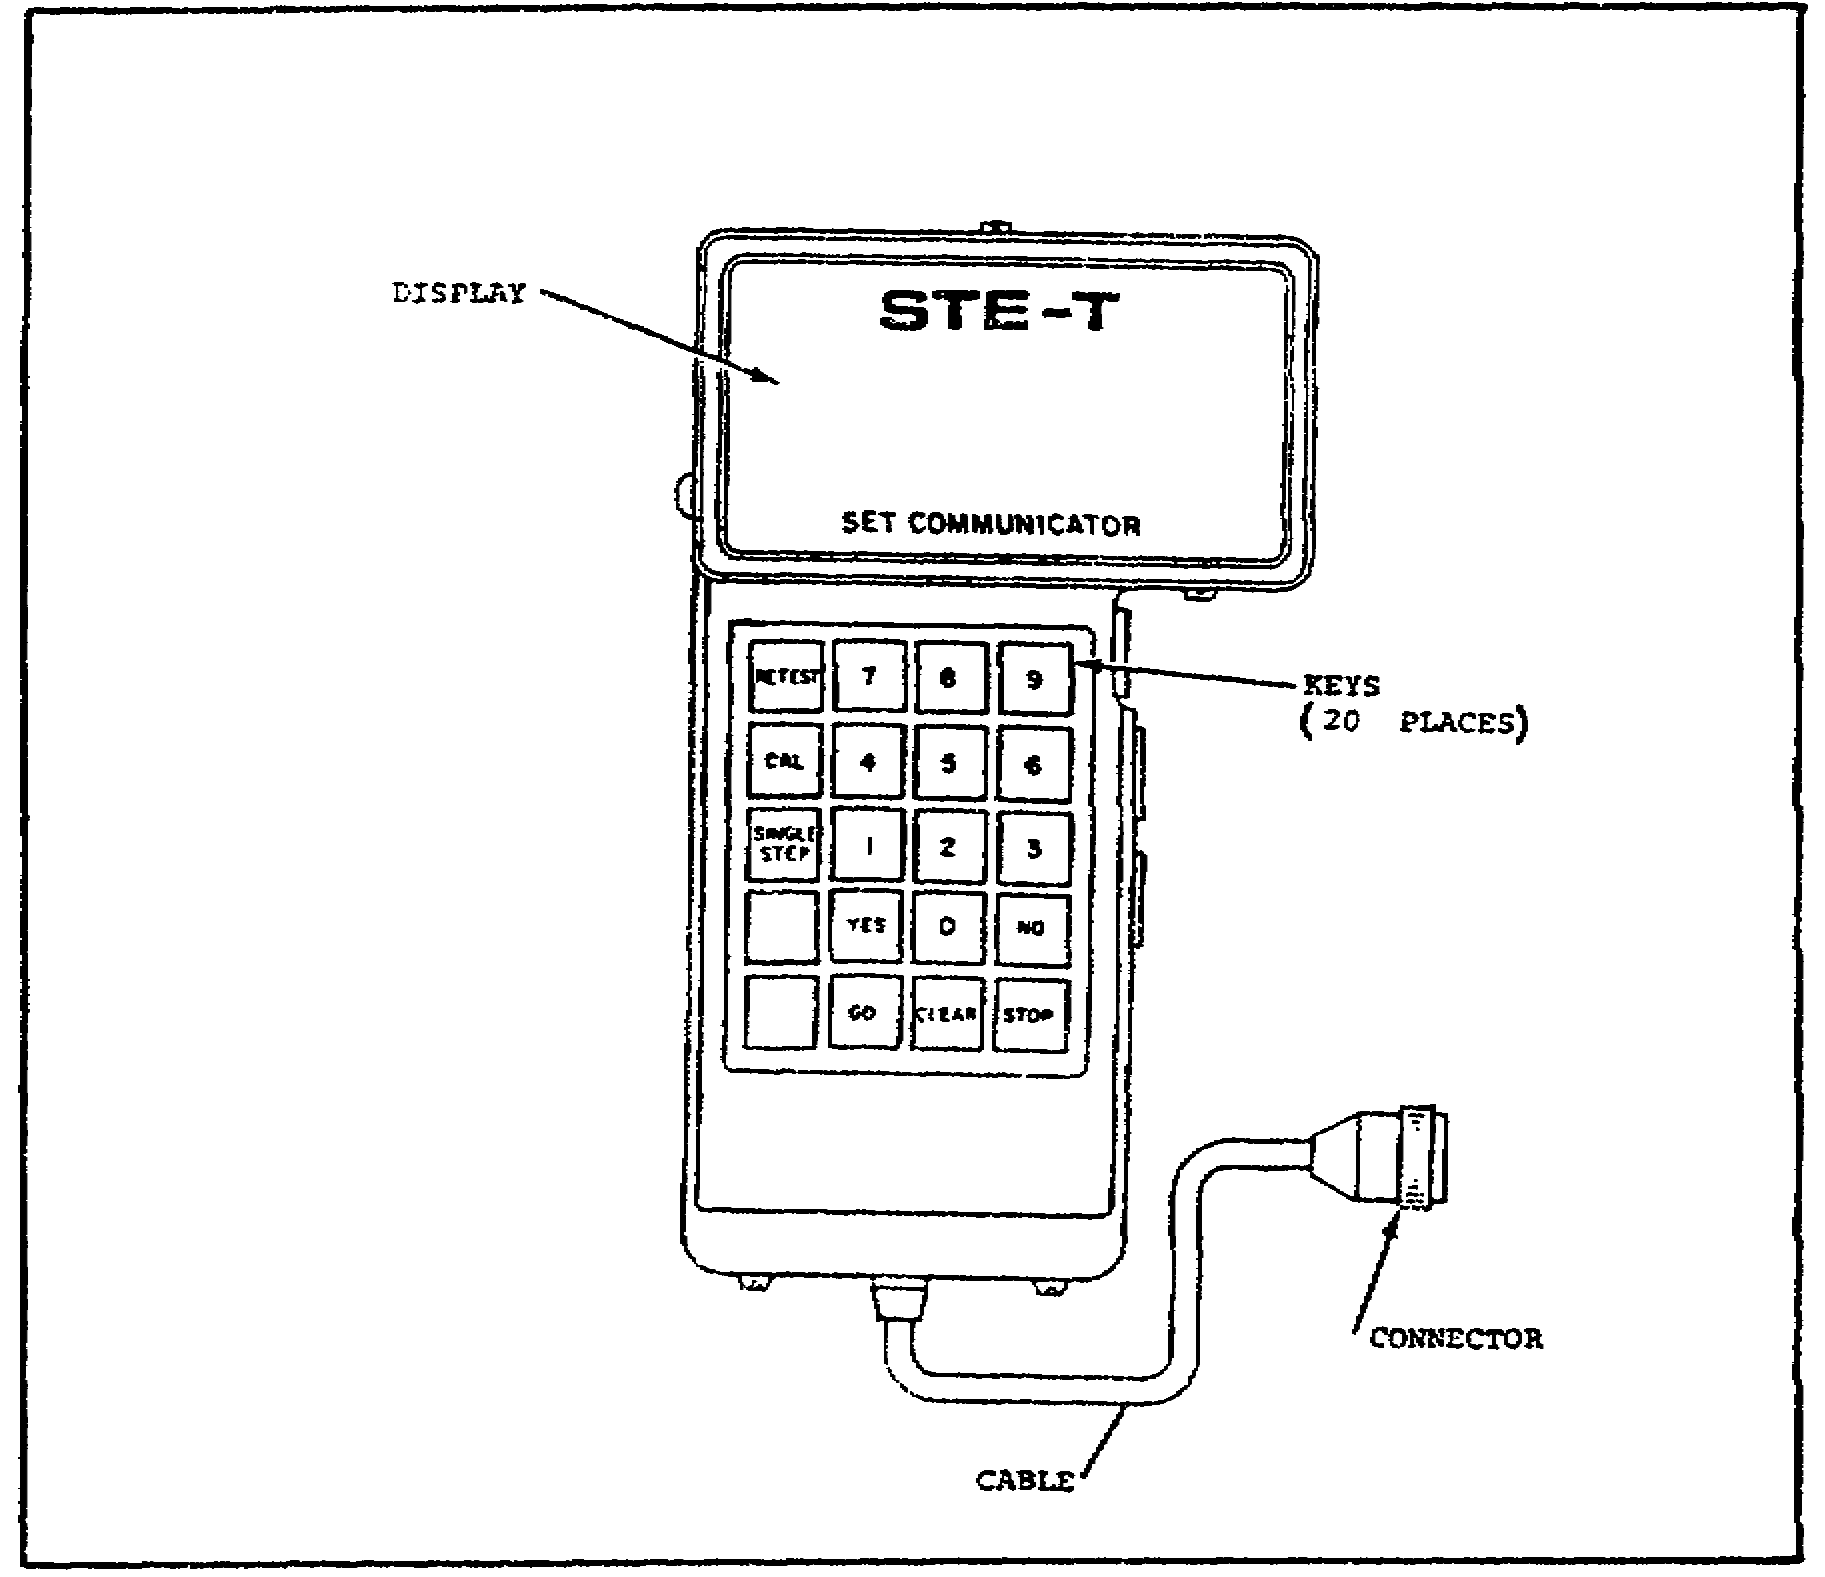 DISPLAY
STE-T
SET COMMUNICATOR
RETEST 7 8 9
KEYS
(20 PLACES)
CAL 4 5 6
SINGLE
STEP
1 2 3
YES 0 NO
GO CLEAR STOP
CONNECTOR
CABLE